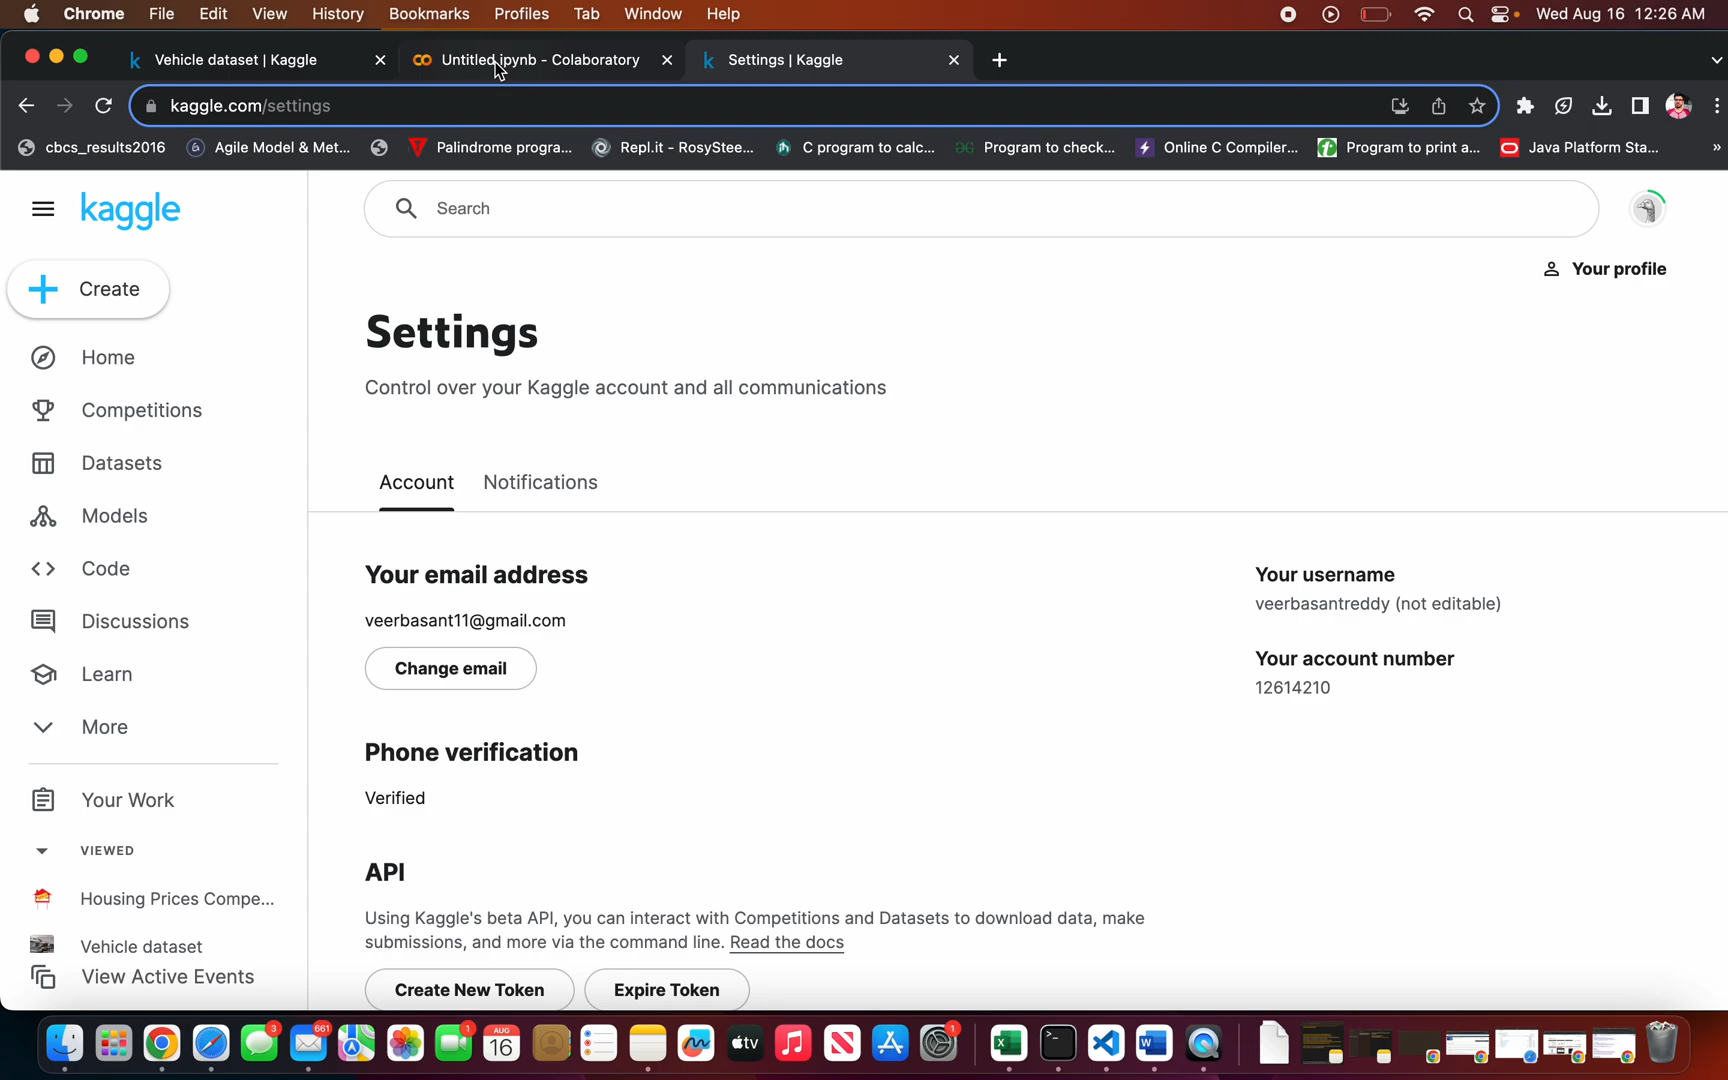 Chrome File Edit View History Bookmarks Profiles Tab Window Help Wed Aug 16 12:26 AM
Vehicle dataset | Kaggle Untitled.ipynb - Colaboratory Settings | Kaggle
kaggle.com/settings
cbcs_results2016 Agile Model & Met... Palindrome progra... Repl.it - RosyStee... C program to calc... Program to check... Online C Compiler... Program to print a... Java Platform Sta... »
kaggle Search
Your profile
Create
Home
Competitions
Datasets
Models
Code
Discussions
Learn
More
Your Work
VIEWED
Housing Prices Compe...
Vehicle dataset
View Active Events
Settings
Control over your Kaggle account and all communications
Account Notifications
Your email address
veerbasant11@gmail.com
Change email
Phone verification
Verified
API
Using Kaggle's beta API, you can interact with Competitions and Datasets to download data, make
submissions, and more via the command line. Read the docs
Create New Token Expire Token
Your username
veerbasantreddy (not editable)
Your account number
12614210
3 661 1 AUG 16 tv 1